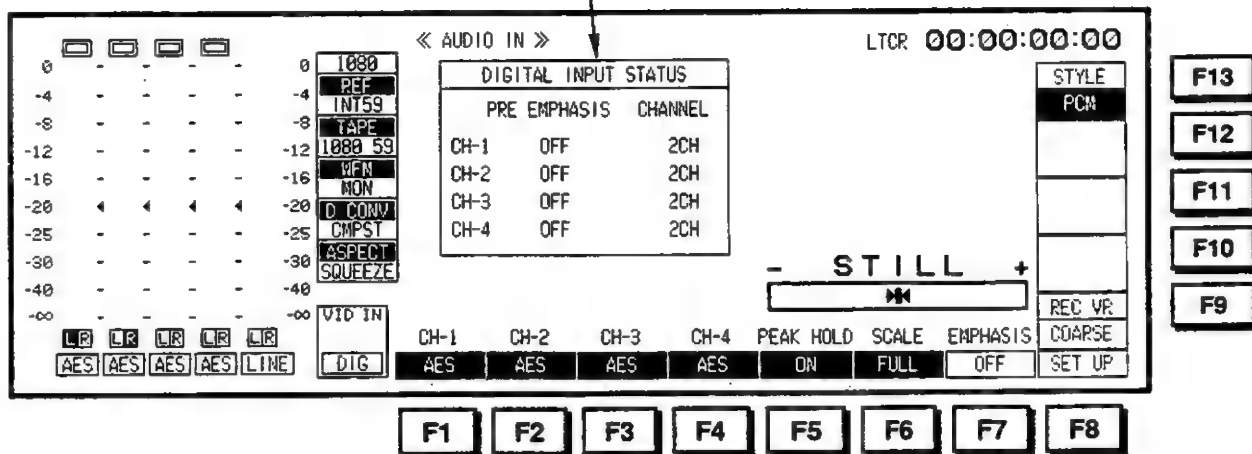 ≪ AUDIO IN ≫
LTCR 00:00:00:00
0 0
-4 -4
-8 -8
-12 -12
-16 -16
-20 -20
-25 -25
-30 -30
-40 -40
-∞ -∞
LR LR LR LR LR
AES AES AES AES LINE
1080
REF
INT59
TAPE
1080 59
MEM
MON
D CONV
CMPST
ASPECT
SQUEEZE
VID IN
DIG
DIGITAL INPUT STATUS
PRE EMPHASIS CHANNEL
CH-1 OFF 2CH
CH-2 OFF 2CH
CH-3 OFF 2CH
CH-4 OFF 2CH
- STILL +
CH-1 CH-2 CH-3 CH-4 PEAK HOLD SCALE EMPHASIS
AES AES AES AES ON FULL OFF
STYLE
PCM
REC VR
COARSE
SET UP
F13
F12
F11
F10
F9
F1 F2 F3 F4 F5 F6 F7 F8